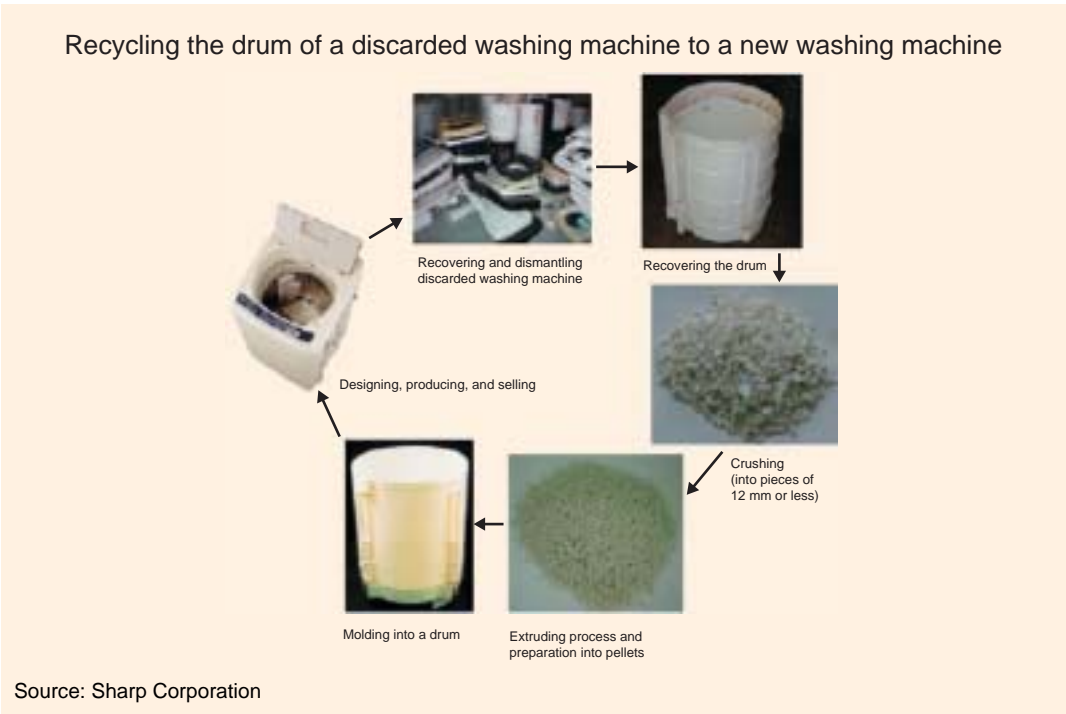 Recycling the drum of a discarded washing machine to a new washing machine
Recovering and dismantling
discarded washing machine
Recovering the drum
Crushing
(into pieces of
12 mm or less)
Extruding process and
preparation into pellets
Molding into a drum
Designing, producing, and selling
Source: Sharp Corporation